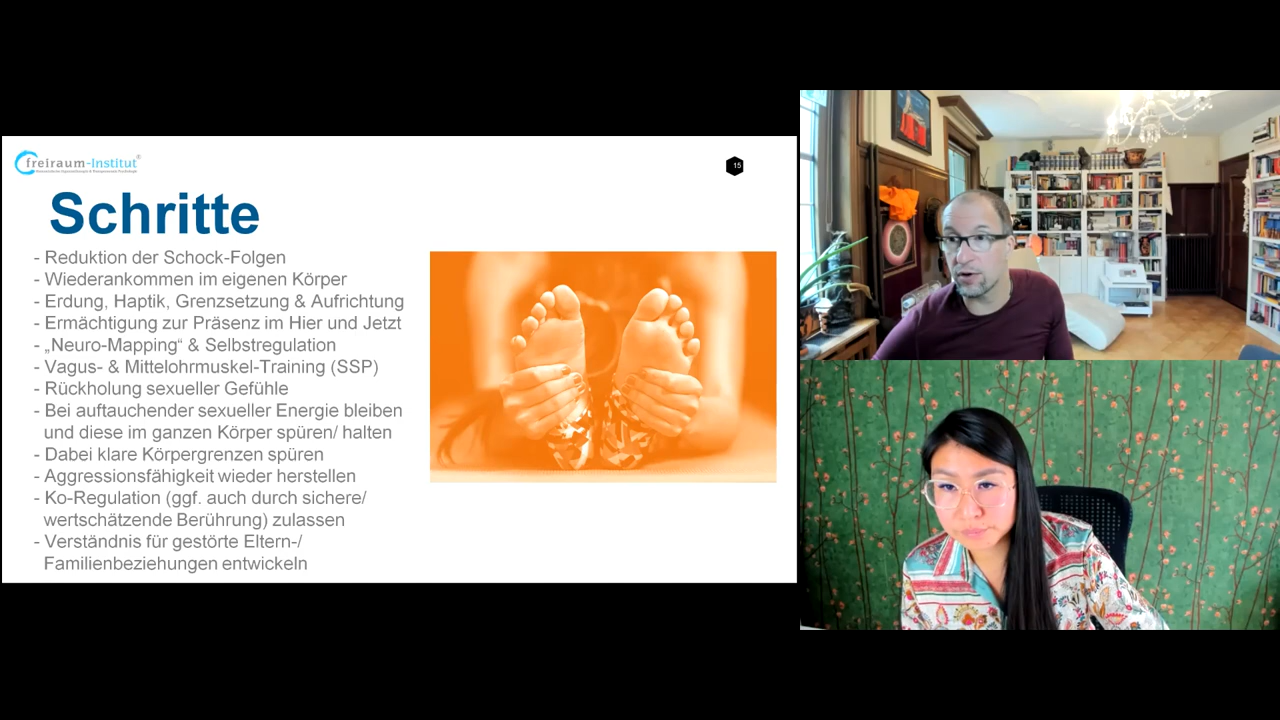 freiraum-Institut®
15
Schritte
- Reduktion der Schock-Folgen
- Wiederankommen im eigenen Körper
- Erdung, Haptik, Grenzsetzung & Aufrichtung
- Ermächtigung zur Präsenz im Hier und Jetzt
- „Neuro-Mapping“ & Selbstregulation
- Vagus- & Mittelohrmuskel-Training (SSP)
- Rückholung sexueller Gefühle
- Bei auftauchender sexueller Energie bleiben
und diese im ganzen Körper spüren/ halten
- Dabei klare Körpergrenzen spüren
- Aggressionsfähigkeit wieder herstellen
- Ko-Regulation (ggf. auch durch sichere/
wertschätzende Berührung) zulassen
- Verständnis für gestörte Eltern-/
Familienbeziehungen entwickeln